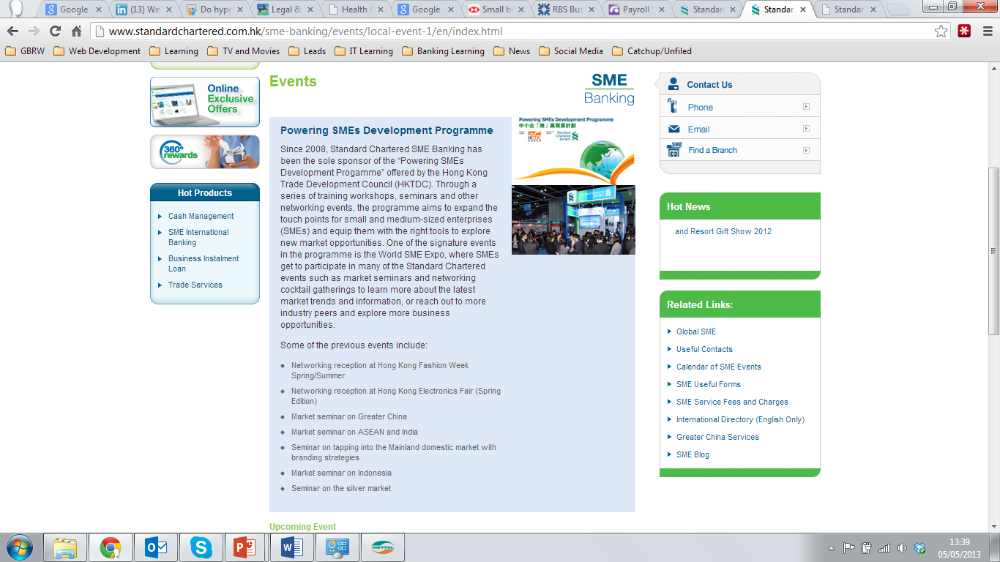 Google
(13) We
Do hype
Legal &
Health
Google
Small b
RBS Bus
Payroll
Standar
Standar
Standar
www.standardchartered.com.hk/sme-banking/events/local-event-1/en/index.html
GBRW
Web Development
Learning
TV and Movies
Leads
IT Learning
Banking Learning
News
Social Media
Catchup/Unfiled
Online
Exclusive
Offers
360°
rewards
Hot Products
Cash Management
SME International
Banking
Business Instalment
Loan
Trade Services
Events
SME
Banking
Powering SMEs Development Programme
Since 2008, Standard Chartered SME Banking has
been the sole sponsor of the “Powering SMEs
Development Progamme” offered by the Hong Kong
Trade Development Council (HKTDC). Through a
series of training workshops, seminars and other
networking events, the programme aims to expand the
touch points for small and medium-sized enterprises
(SMEs) and equip them with the right tools to explore
new market opportunities. One of the signature events
in the programme is the World SME Expo, where SMEs
get to participate in many of the Standard Chartered
events such as market seminars and networking
cocktail gatherings to learn more about the latest
market trends and information, or reach out to more
industry peers and explore more business
opportunities.
Some of the previous events include:
Networking reception at Hong Kong Fashion Week
Spring/Summer
Networking reception at Hong Kong Electronics Fair (Spring
Edition)
Market seminar on Greater China
Market seminar on ASEAN and India
Seminar on tapping into the Mainland domestic market with
branding strategies
Market seminar on Indonesia
Seminar on the silver market
Upcoming Event
Powering SMEs Development Programme
中小企「商」贏發展計劃
HKTDC
Standard
Chartered
Contact Us
Phone
Email
SME
Find a Branch
Hot News
and Resort Gift Show 2012
Related Links:
Global SME
Useful Contacts
Calendar of SME Events
SME Useful Forms
SME Service Fees and Charges
International Directory (English Only)
Greater China Services
SME Blog
13:39
05/05/2013